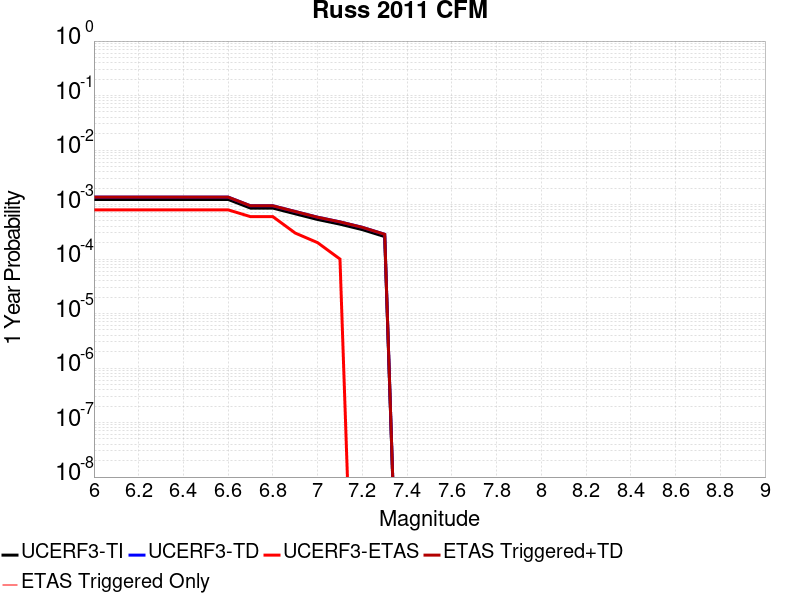 Russ 2011 CFM
10^0
10^-1
10^-2
10^-3
10^-4
10^-5
10^-6
10^-7
10^-8
1 Year Probability
6 6.2 6.4 6.6 6.8 7 7.2 7.4 7.6 7.8 8 8.2 8.4 8.6 8.8 9
Magnitude
UCERF3-TI UCERF3-TD UCERF3-ETAS ETAS Triggered+TD
ETAS Triggered Only